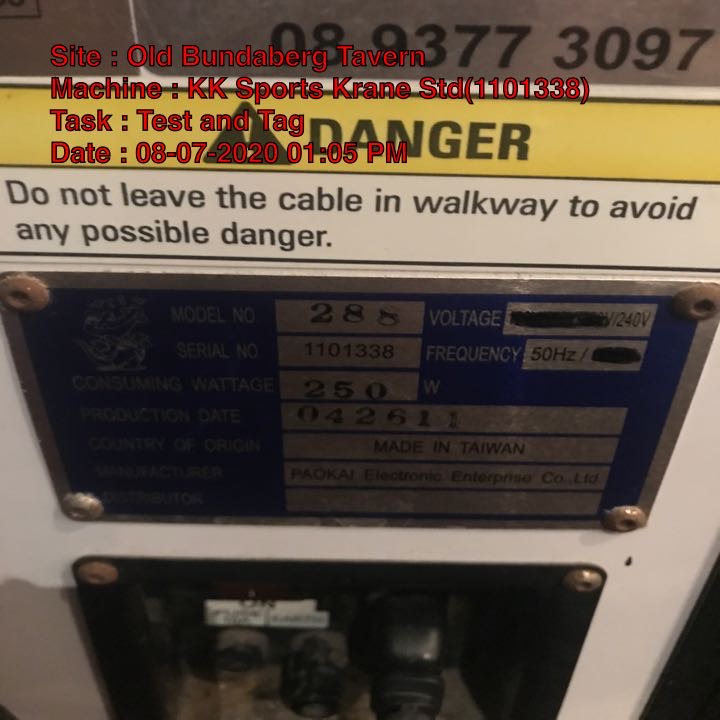 08 9377 3097
Site : Old Bundaberg Tavern
Machine : KK Sports Krane Std(1101338)
Task : Test and Tag
Date : 08-07-2020 01:05 PM
DANGER
Do not leave the cable in walkway to avoid
any possible danger.
MODEL NO. 288 VOLTAGE V/240V
SERIAL NO. 1101338 FREQUENCY 50Hz /
CONSUMING WATTAGE 250 W
PRODUCTION DATE 042611
COUNTRY OF ORIGIN MADE IN TAIWAN
MANUFACTURER PAOKAI Electronic Enterprise Co.,Ltd.
DISTRIBUTOR